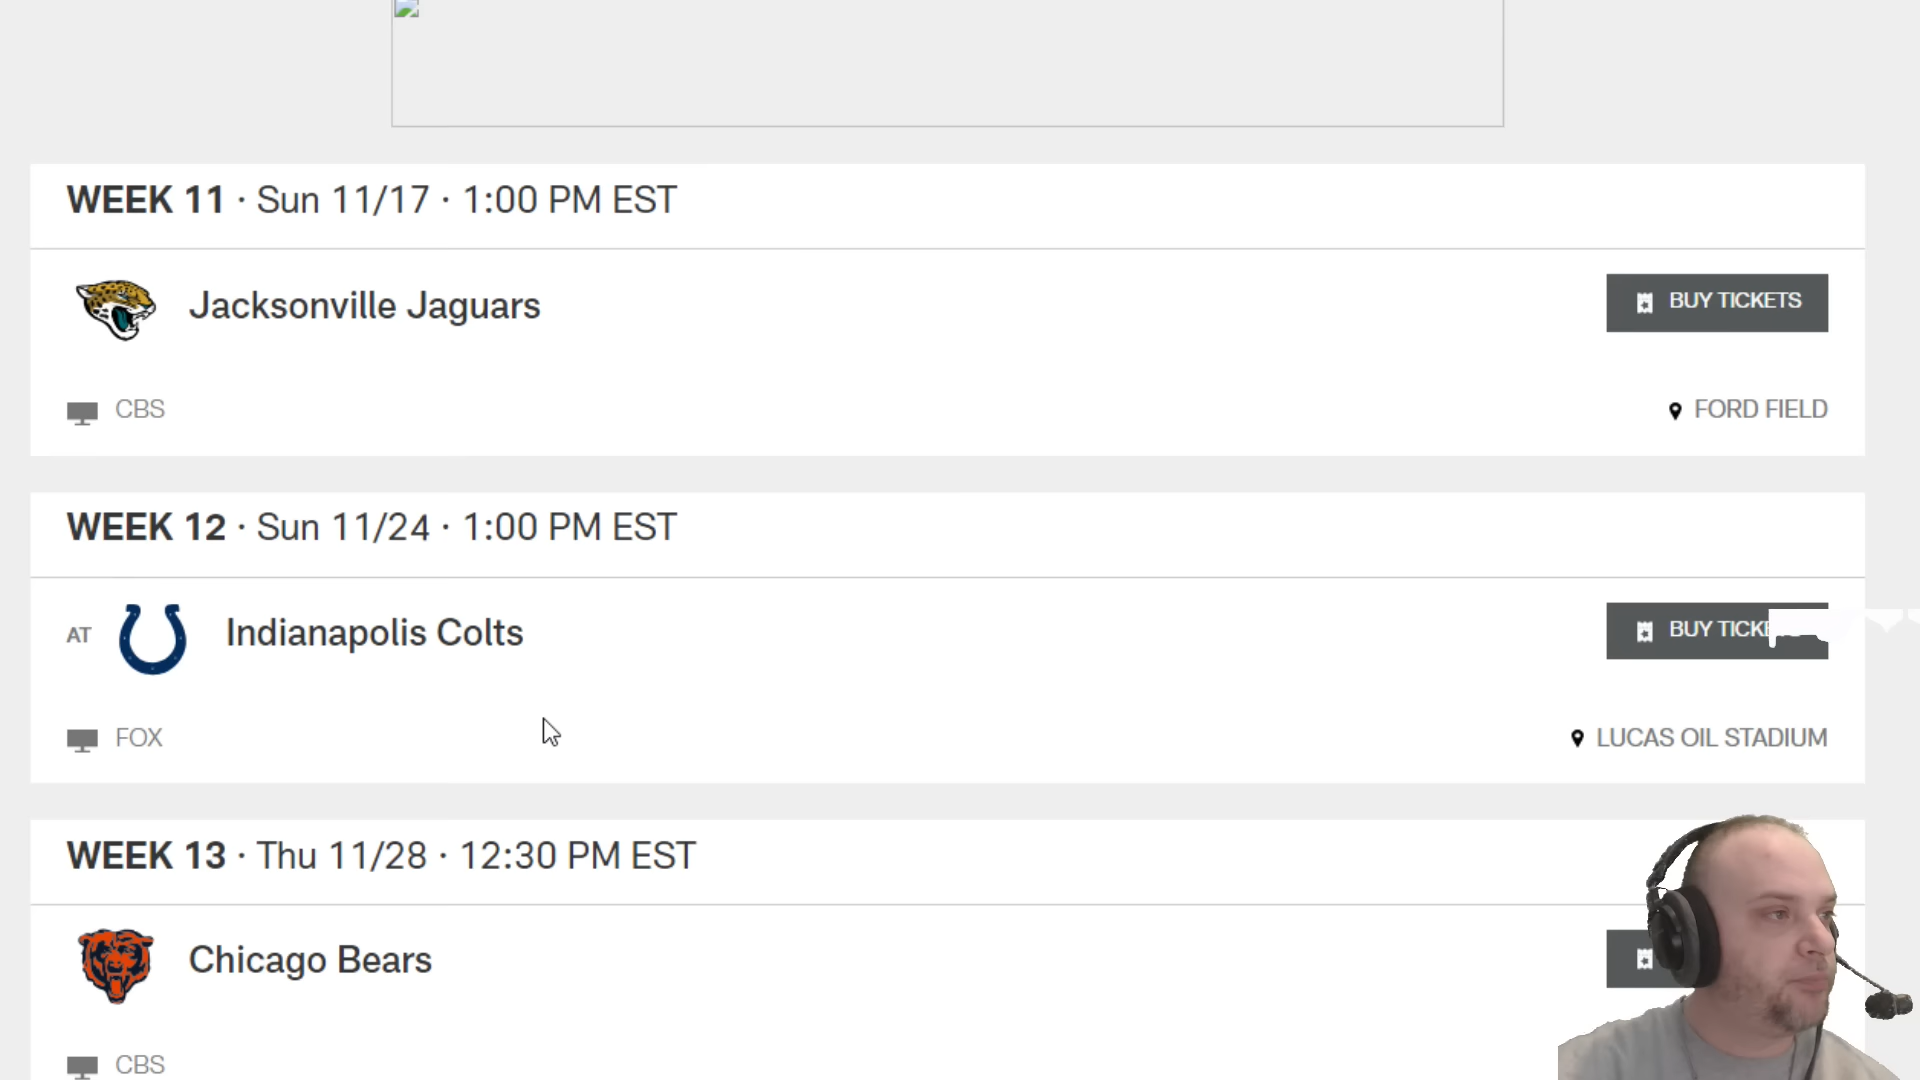 WEEK 11 · Sun 11/17 · 1:00 PM EST
Jacksonville Jaguars
BUY TICKETS
CBS
FORD FIELD
WEEK 12 · Sun 11/24 · 1:00 PM EST
AT
Indianapolis Colts
BUY
FOX
LUCAS OIL STADIUM
WEEK 13 · Thu 11/28 · 12:30 PM EST
Chicago Bears
CBS